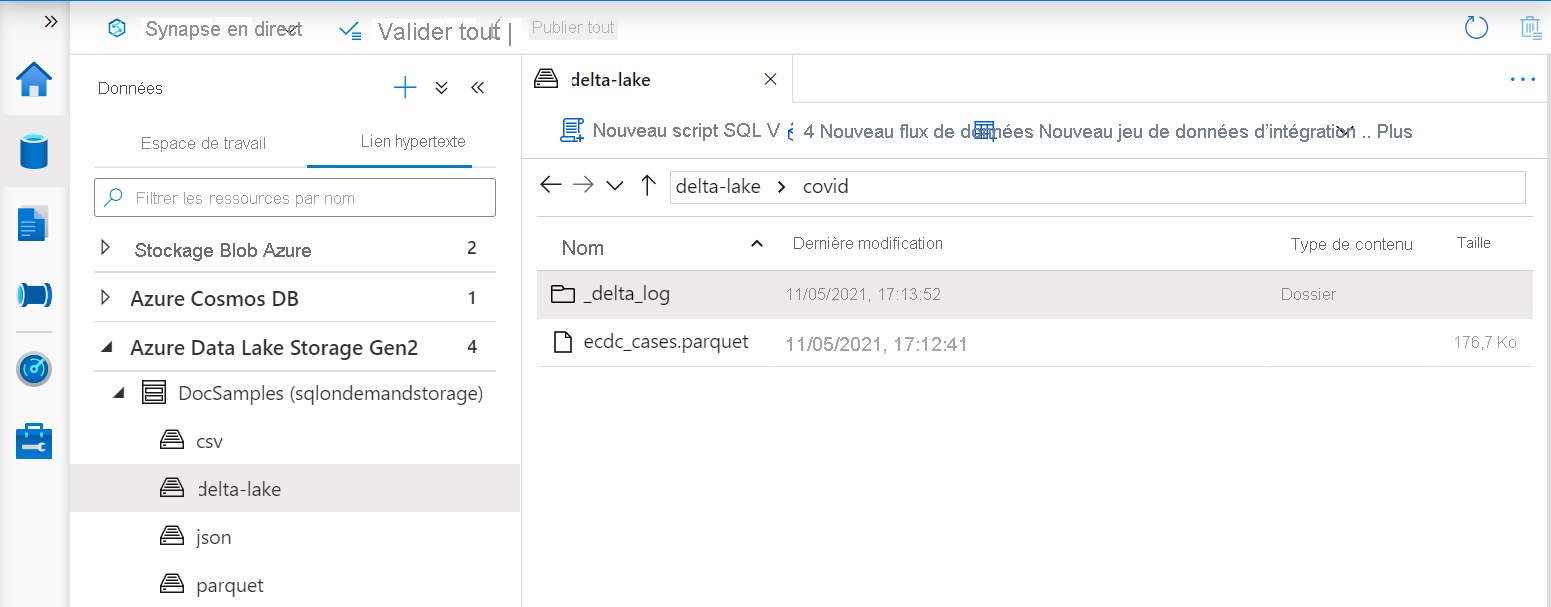 Synapse en direct Valider tout | Publier tout
Données
Espace de travail Lien hypertexte
Filtrer les ressources par nom
Stockage Blob Azure 2
Azure Cosmos DB 1
Azure Data Lake Storage Gen2 4
DocSamples (sqlondemandstorage)
csv
delta-lake
json
parquet
delta-lake
Nouveau script SQL V 4 Nouveau flux de données Nouveau jeu de données d'intégration .. Plus
delta-lake > covid
Nom Dernière modification Type de contenu Taille
_delta_log 11/05/2021, 17:13:52 Dossier
ecdc_cases.parquet 11/05/2021, 17:12:41 176,7 Ko